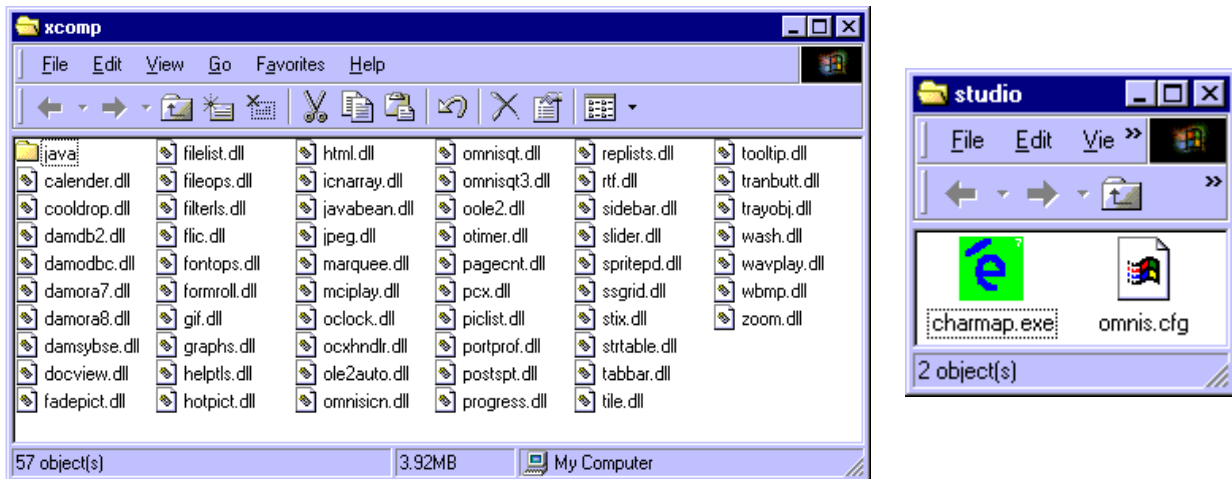 xcomp
File Edit View Go Favorites Help
java filelist.dll html.dll omnisqt.dll replists.dll tooltip.dll
calender.dll fileops.dll icnarray.dll omnisqt3.dll rtf.dll tranbutt.dll
cooldrop.dll filterls.dll javabean.dll oole2.dll sidebar.dll trayobj.dll
damdb2.dll flic.dll jpeg.dll otimer.dll slider.dll wash.dll
damodbc.dll fontops.dll marquee.dll pagecnt.dll spritepd.dll wavplay.dll
damora7.dll formroll.dll mciplay.dll pcx.dll ssgrid.dll wbmp.dll
damora8.dll gif.dll oclock.dll piclist.dll stix.dll zoom.dll
damsybse.dll graphs.dll ocxhndlr.dll portprof.dll strtable.dll
docview.dll helptls.dll ole2auto.dll postspt.dll tabbar.dll
fadepict.dll hotpict.dll omnisicn.dll progress.dll tile.dll
57 object(s) 3.92MB My Computer
studio
File Edit Vie »
»
charmap.exe omnis.cfg
2 object(s)